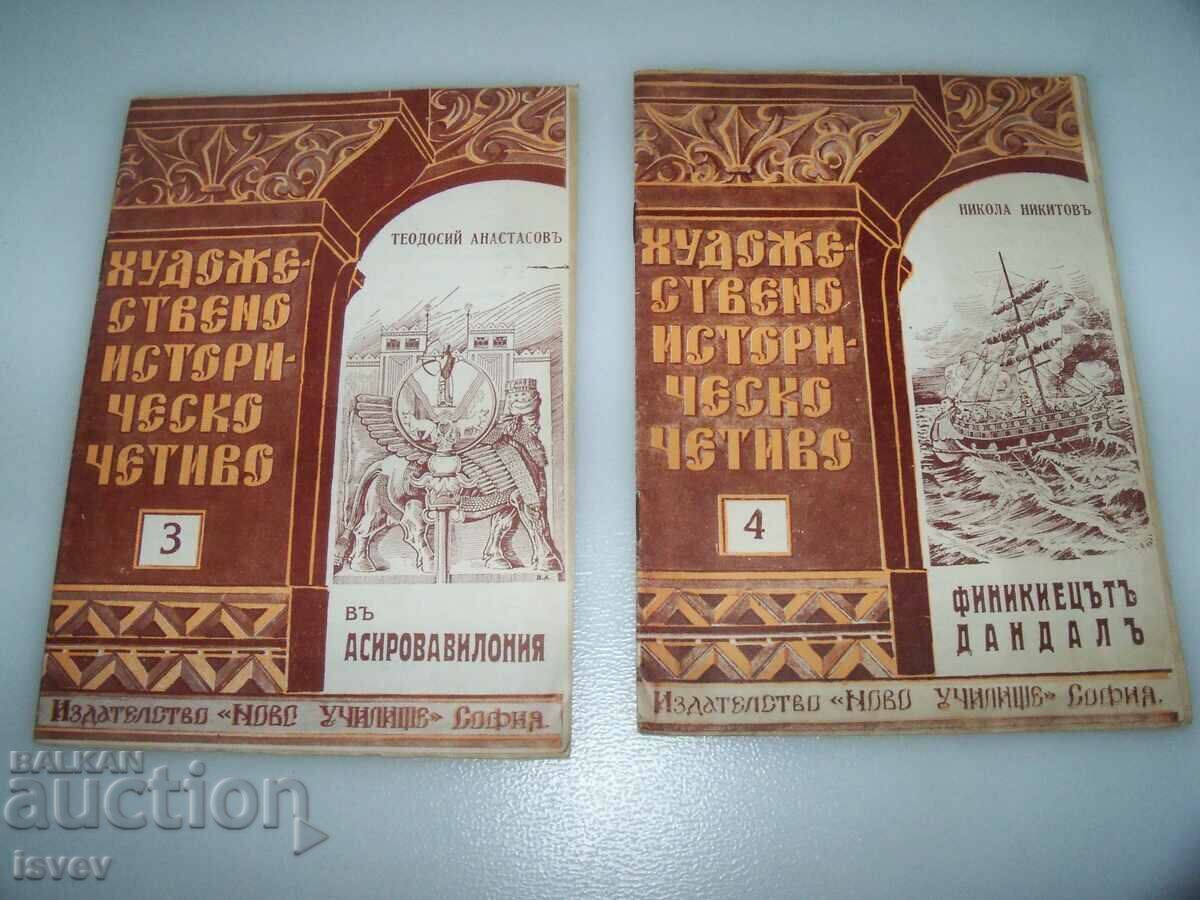 ТЕОДОСИЙ АНАСТАСОВЪ
ХУДОЖЕ-
СТВЕНО
ИСТОРИ-
ЧЕСКО
ЧЕТИВО
3
В.А.
ВЪ
АСИРОВАВИЛОНИЯ
ИЗДАТЕЛСТВО «НОВО УЧИЛИЩЕ» СОФИЯ.
НИКОЛА НИКИТОВЪ
ХУДОЖЕ-
СТВЕНО
ИСТОРИ-
ЧЕСКО
ЧЕТИВО
4
ФИНИКИЕЦЪТЪ
ДАНДАЛЪ
ИЗДАТЕЛСТВО «НОВО УЧИЛИЩЕ» СОФИЯ.
BALKAN
auction
isvev